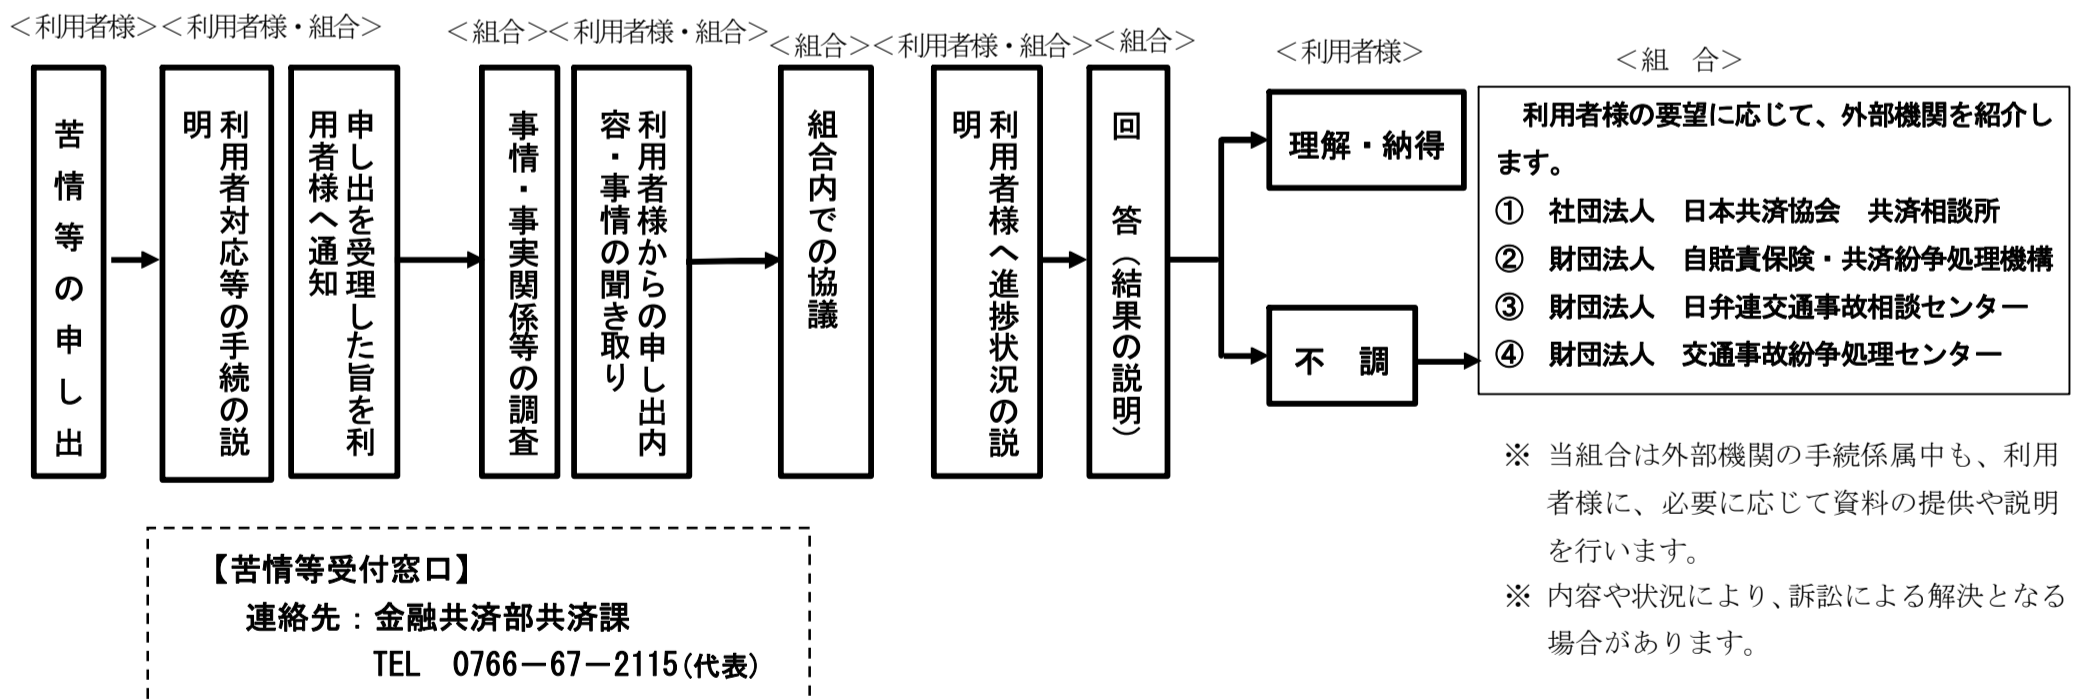 ＜利用者様＞
＜利用者様・組合＞
＜組合＞
＜利用者様・組合＞
＜組合＞
＜利用者様・組合＞
＜組合＞
＜利用者様＞
＜組　合＞
苦情等の申し出
利用者対応等の手続の説
明
申し出を受理した旨を利
用者様へ通知
事情・事実関係等の調査
利用者様からの申し出内
容・事情の聞き取り
組合内での協議
利用者様へ進捗状況の説
明
回　答（結果の説明）
理解・納得
不　調
利用者様の要望に応じて、外部機関を紹介し
ます。
①　社団法人　日本共済協会　共済相談所
②　財団法人　自賠責保険・共済紛争処理機構
③　財団法人　日弁連交通事故相談センター
④　財団法人　交通事故紛争処理センター
※ 当組合は外部機関の手続係属中も、利用
者様に、必要に応じて資料の提供や説明
を行います。
※ 内容や状況により、訴訟による解決となる
場合があります。
【苦情等受付窓口】
連絡先：金融共済部共済課
TEL　0766－67－2115(代表)